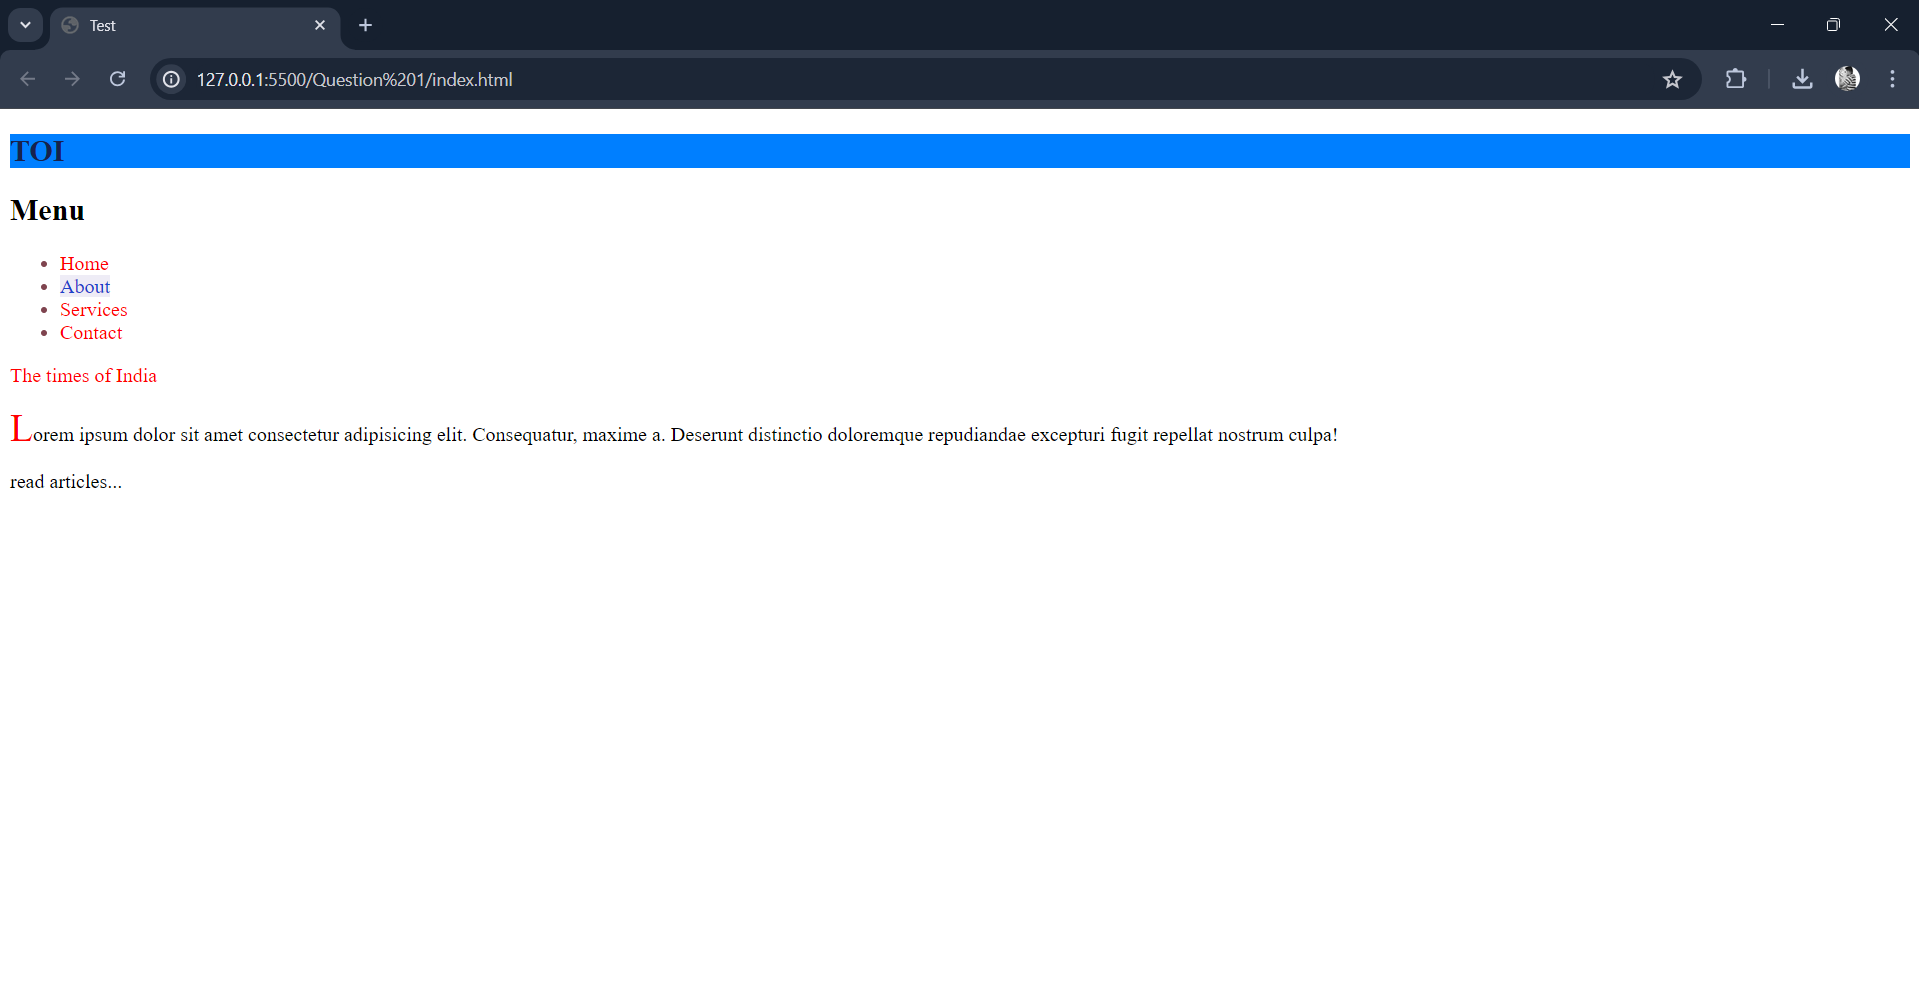 Test
127.0.0.1:5500/Question%201/index.html
TOI
Menu
Home
About
Services
Contact
The times of India
Lorem ipsum dolor sit amet consectetur adipisicing elit. Consequatur, maxime a. Deserunt distinctio doloremque repudiandae excepturi fugit repellat nostrum culpa!
read articles...